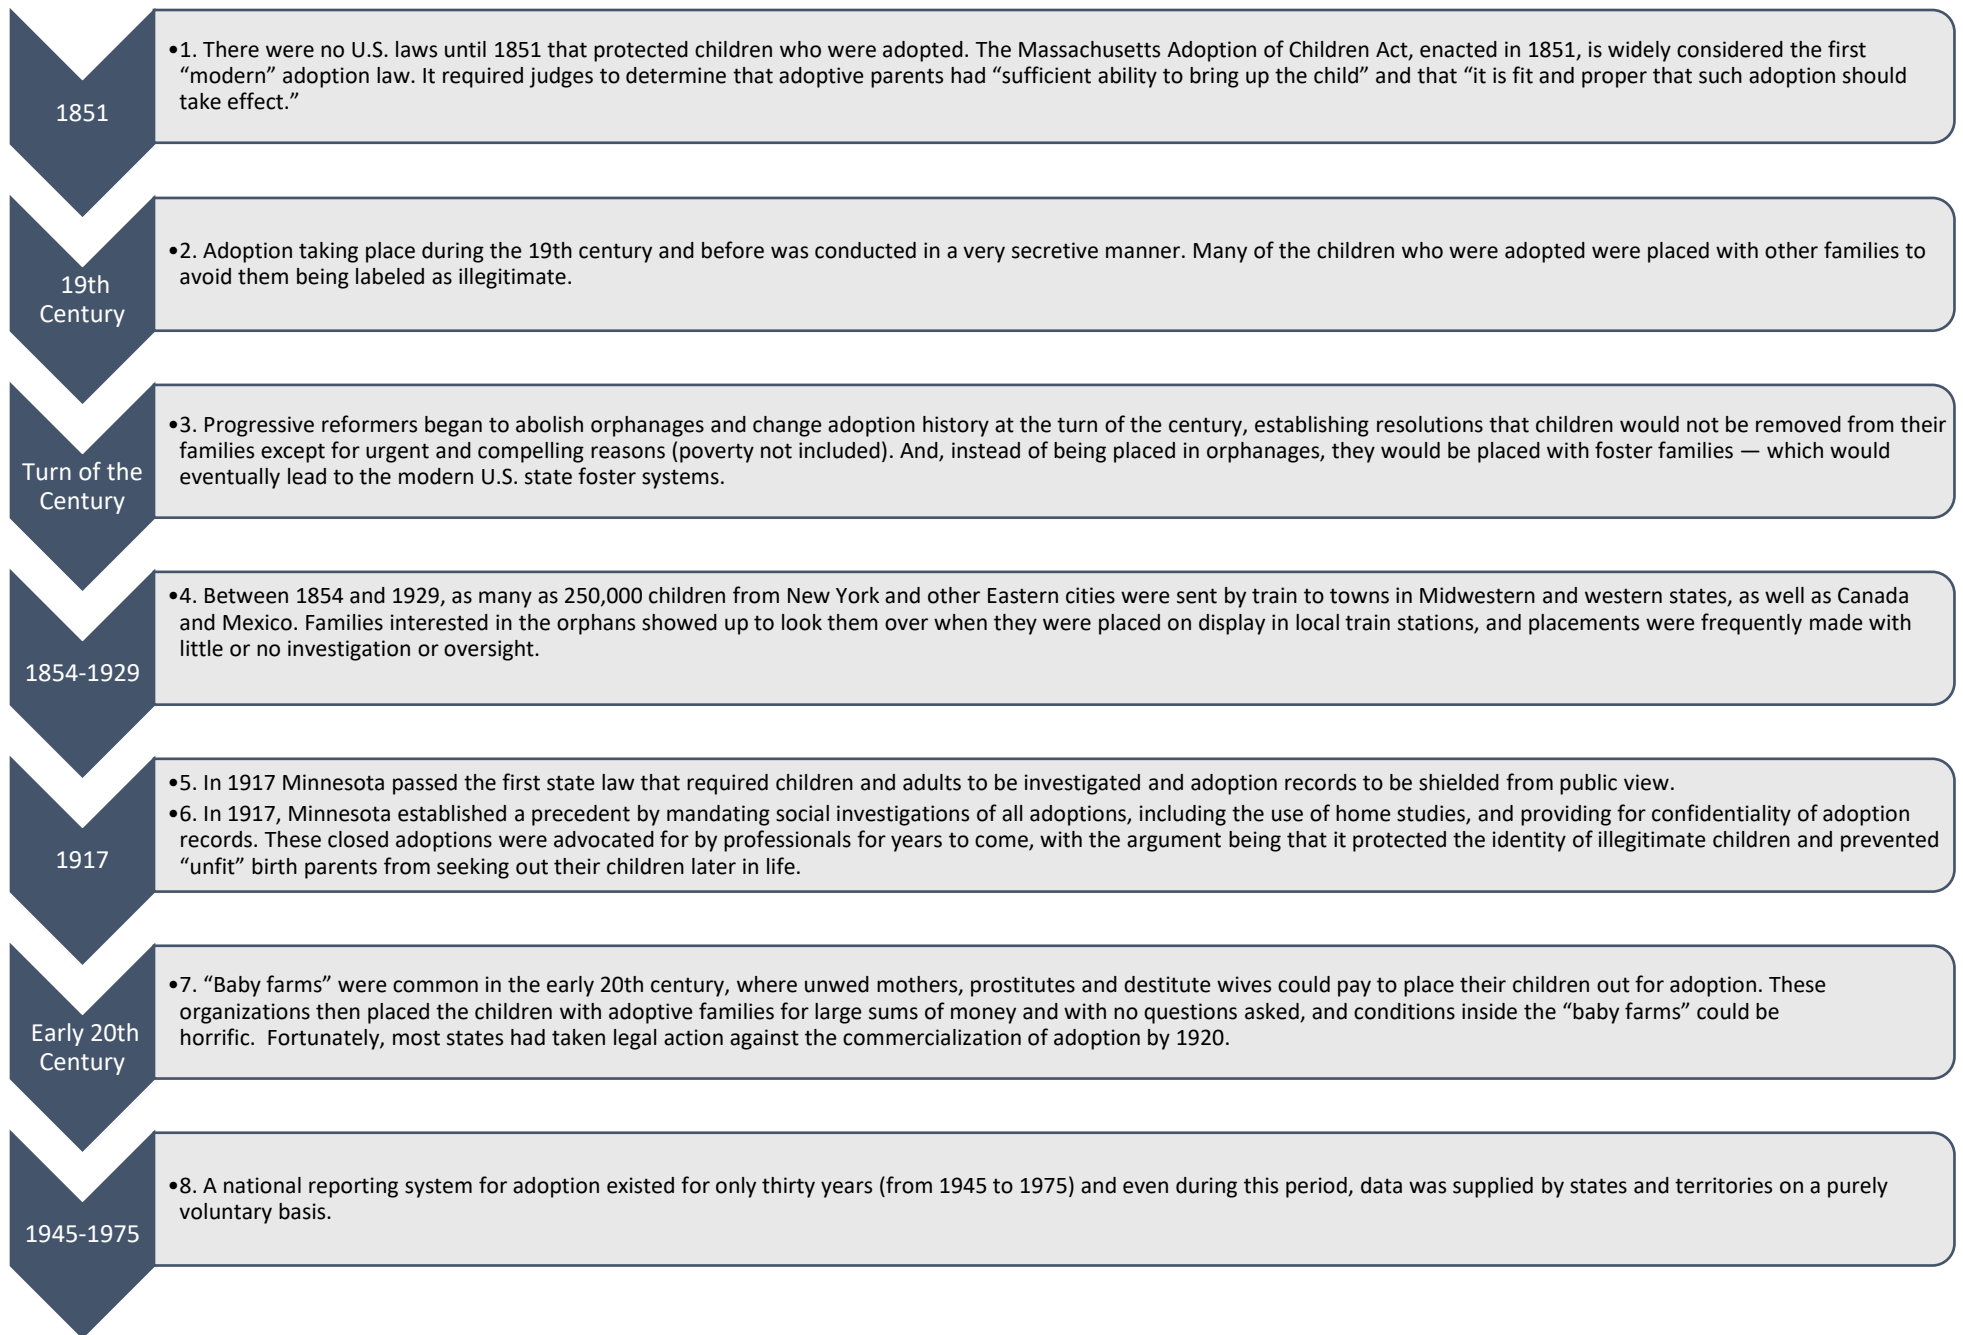 1851
•1. There were no U.S. laws until 1851 that protected children who were adopted. The Massachusetts Adoption of Children Act, enacted in 1851, is widely considered the first
“modern” adoption law. It required judges to determine that adoptive parents had “sufficient ability to bring up the child” and that “it is fit and proper that such adoption should
take effect.”
19th
Century
•2. Adoption taking place during the 19th century and before was conducted in a very secretive manner. Many of the children who were adopted were placed with other families to
avoid them being labeled as illegitimate.
Turn of the
Century
•3. Progressive reformers began to abolish orphanages and change adoption history at the turn of the century, establishing resolutions that children would not be removed from their
families except for urgent and compelling reasons (poverty not included). And, instead of being placed in orphanages, they would be placed with foster families — which would
eventually lead to the modern U.S. state foster systems.
1854-1929
•4. Between 1854 and 1929, as many as 250,000 children from New York and other Eastern cities were sent by train to towns in Midwestern and western states, as well as Canada
and Mexico. Families interested in the orphans showed up to look them over when they were placed on display in local train stations, and placements were frequently made with
little or no investigation or oversight.
1917
•5. In 1917 Minnesota passed the first state law that required children and adults to be investigated and adoption records to be shielded from public view.
•6. In 1917, Minnesota established a precedent by mandating social investigations of all adoptions, including the use of home studies, and providing for confidentiality of adoption
records. These closed adoptions were advocated for by professionals for years to come, with the argument being that it protected the identity of illegitimate children and prevented
“unfit” birth parents from seeking out their children later in life.
Early 20th
Century
•7. “Baby farms” were common in the early 20th century, where unwed mothers, prostitutes and destitute wives could pay to place their children out for adoption. These
organizations then placed the children with adoptive families for large sums of money and with no questions asked, and conditions inside the “baby farms” could be
horrific.  Fortunately, most states had taken legal action against the commercialization of adoption by 1920.
1945-1975
•8. A national reporting system for adoption existed for only thirty years (from 1945 to 1975) and even during this period, data was supplied by states and territories on a purely
voluntary basis.